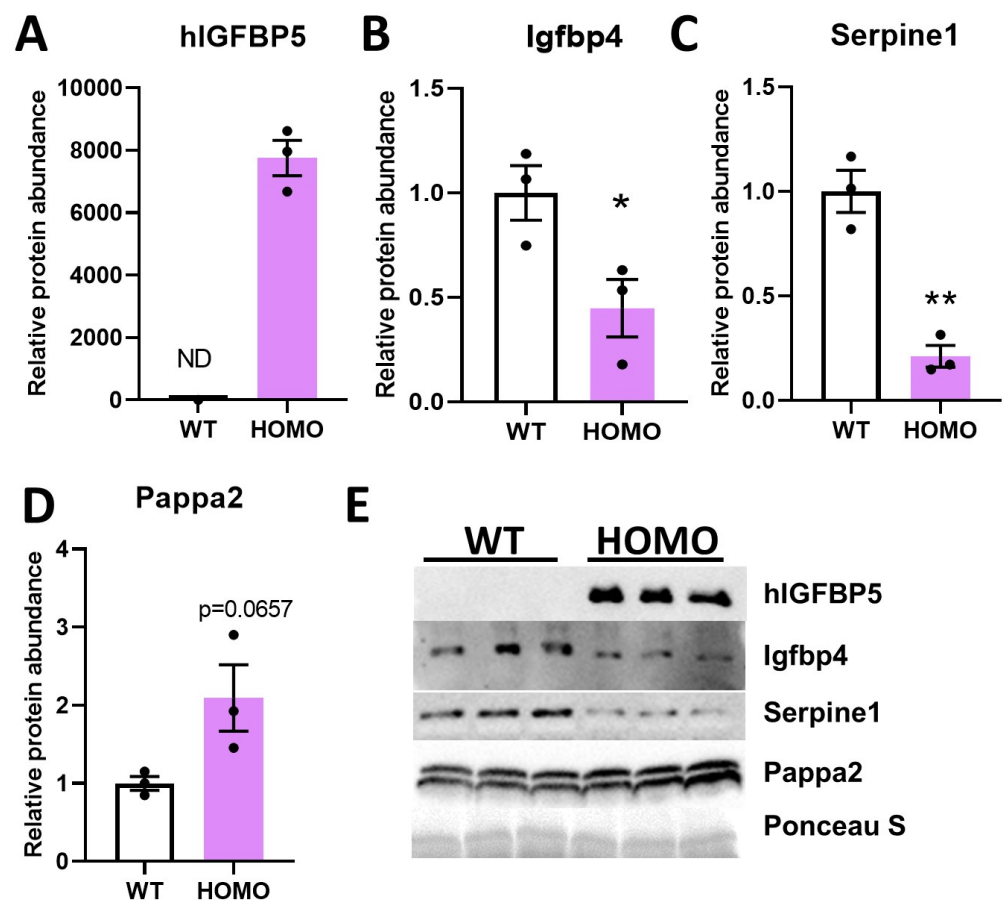 A
hIGFBP5
Relative protein abundance
10000
8000
6000
4000
2000
0
ND
WT HOMO
B
Igfbp4
Relative protein abundance
1.5
1.0
0.5
0.0
*
WT HOMO
C
Serpine1
Relative protein abundance
1.5
1.0
0.5
0.0
**
WT HOMO
D
Pappa2
Relative protein abundance
4
3
2
1
0
p=0.0657
WT HOMO
E
WT HOMO
hIGFBP5
Igfbp4
Serpine1
Pappa2
Ponceau S